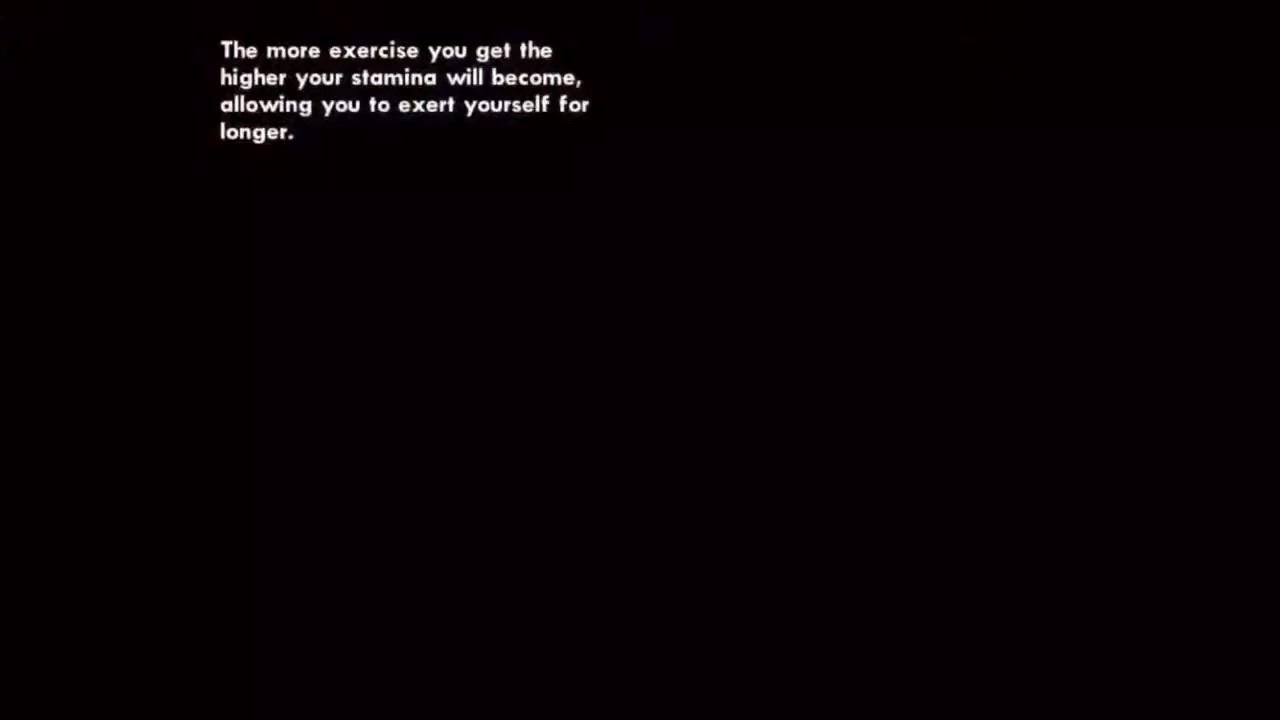 The more exercise you get the
higher your stamina will become,
allowing you to exert yourself for
longer.